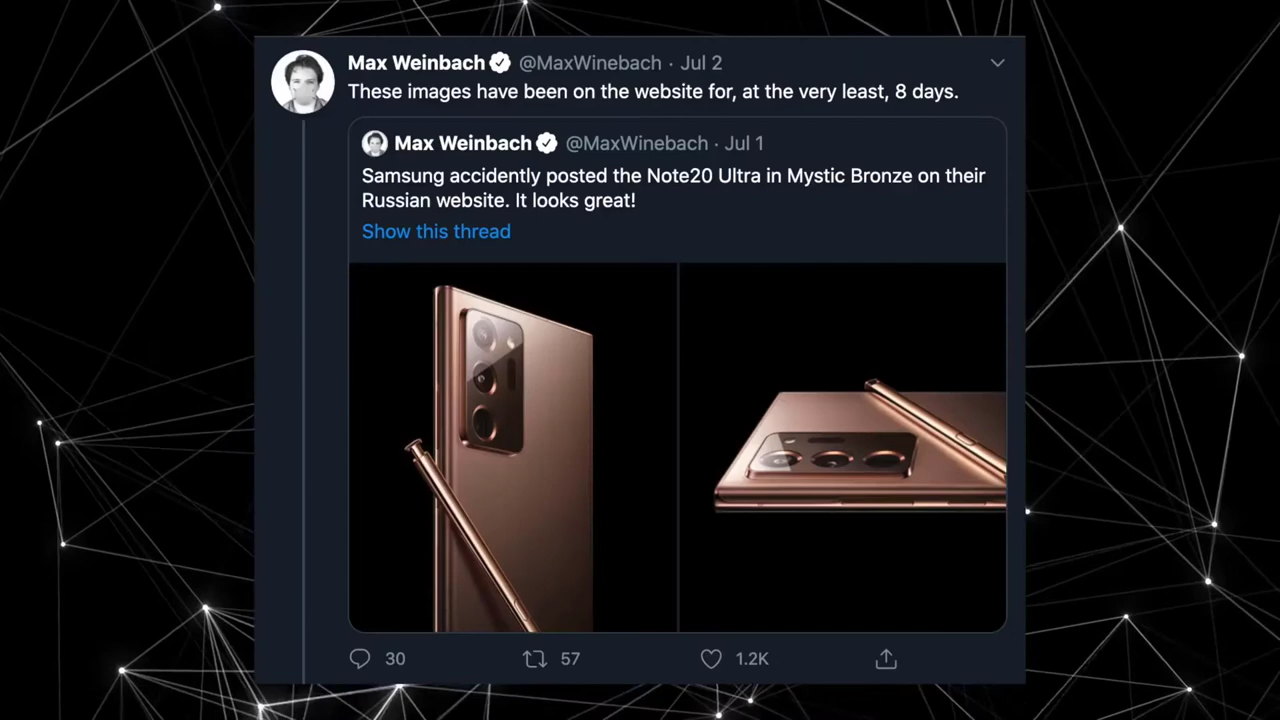 Max Weinbach @MaxWinebach · Jul 2
These images have been on the website for, at the very least, 8 days.
Max Weinbach @MaxWinebach · Jul 1
Samsung accidently posted the Note20 Ultra in Mystic Bronze on their
Russian website. It looks great!
Show this thread
30 57 1.2K